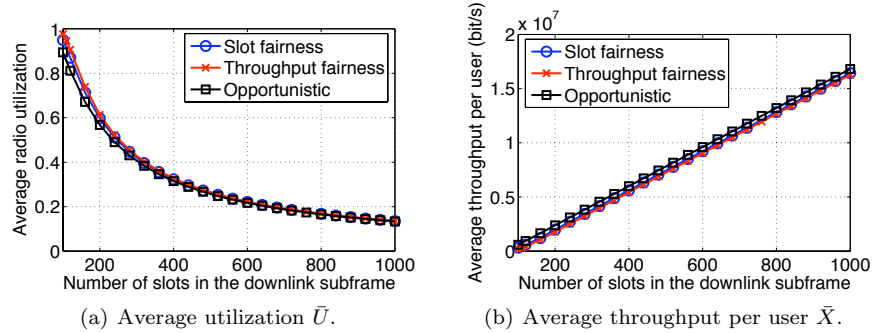 Average radio utilization
1
0.8
0.6
0.4
0.2
0
200
400
600
800
1000
Number of slots in the downlink subframe
Slot fairness
Throughput fairness
Opportunistic
(a) Average utilization Ū.
Average throughput per user (bit/s)
x 10^7
2
1.5
1
0.5
0
200
400
600
800
1000
Number of slots in the downlink subframe
Slot fairness
Throughput fairness
Opportunistic
(b) Average throughput per user X̄.